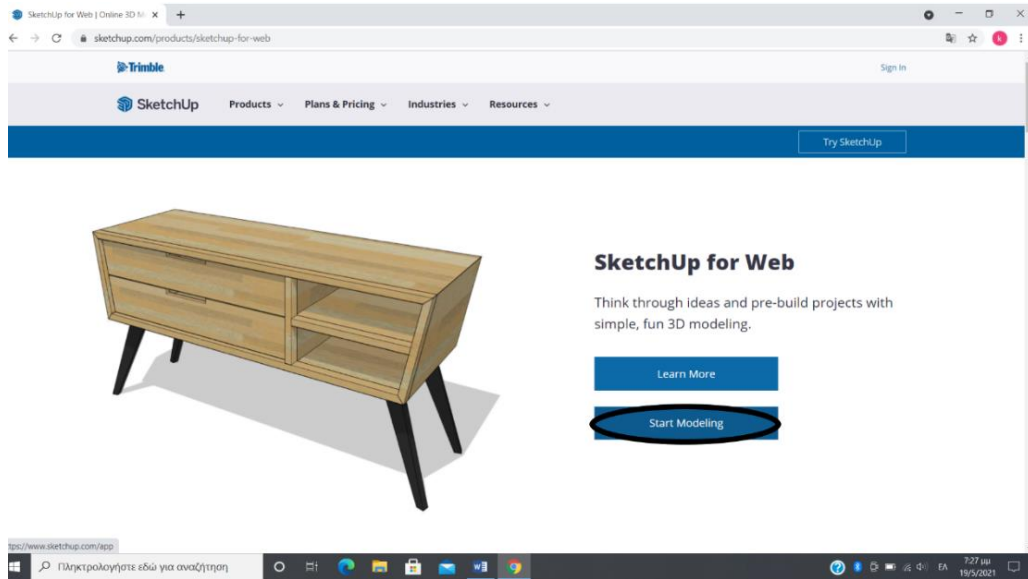 SketchUp for Web | Online 3D M
sketchup.com/products/sketchup-for-web
k
Trimble
Sign In
SketchUp Products Plans & Pricing Industries Resources
Try SketchUp
SketchUp for Web
Think through ideas and pre-build projects with
simple, fun 3D modeling.
Learn More
Start Modeling
tps://www.sketchup.com/app
Πληκτρολογήστε εδώ για αναζήτηση
ΕΛ
7:27 μμ
19/5/2021